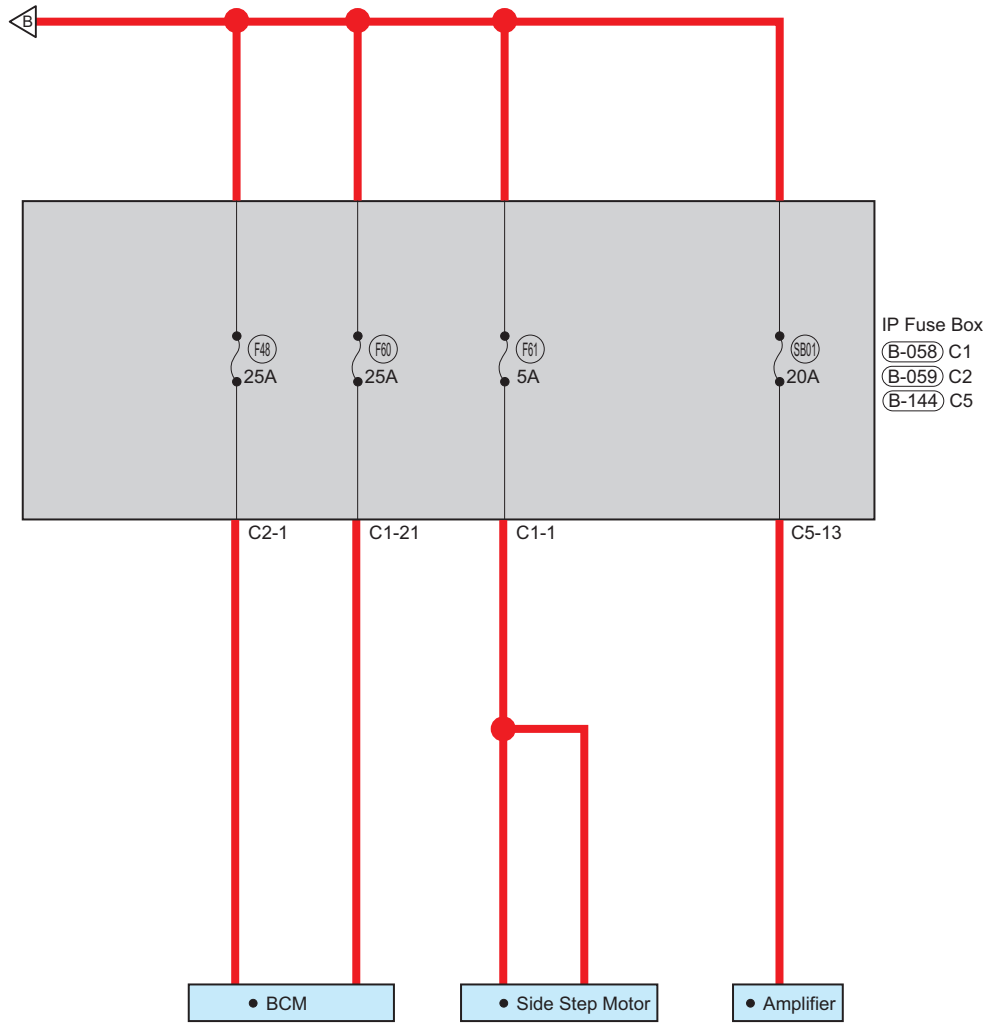 B
F48
25A
F60
25A
F61
5A
SB01
20A
IP Fuse Box
B-058 C1
B-059 C2
B-144 C5
C2-1
C1-21
C1-1
C5-13
• BCM
• Side Step Motor
• Amplifier